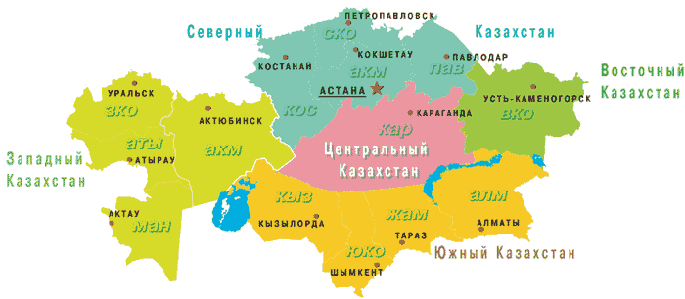 ПЕТРОПАВЛОВСК
Северный
Казахстан
СКО
КОКШЕТАУ
КОСТАНАЙ
ПАВЛОДАР
акм
пав
Восточный
Казахстан
АСТАНА
УРАЛЬСК
УСТЬ-КАМЕНОГОРСК
зко
кос
АКТЮБИНСК
КАРАГАНДА
вко
кар
аты
акм
Центральный
Казахстан
Западный
Казахстан
АТЫРАУ
кыз
алм
АКТАУ
жам
ман
КЫЗЫЛОРДА
АЛМАТЫ
ТАРАЗ
юко
Южный Казахстан
ШЫМКЕНТ